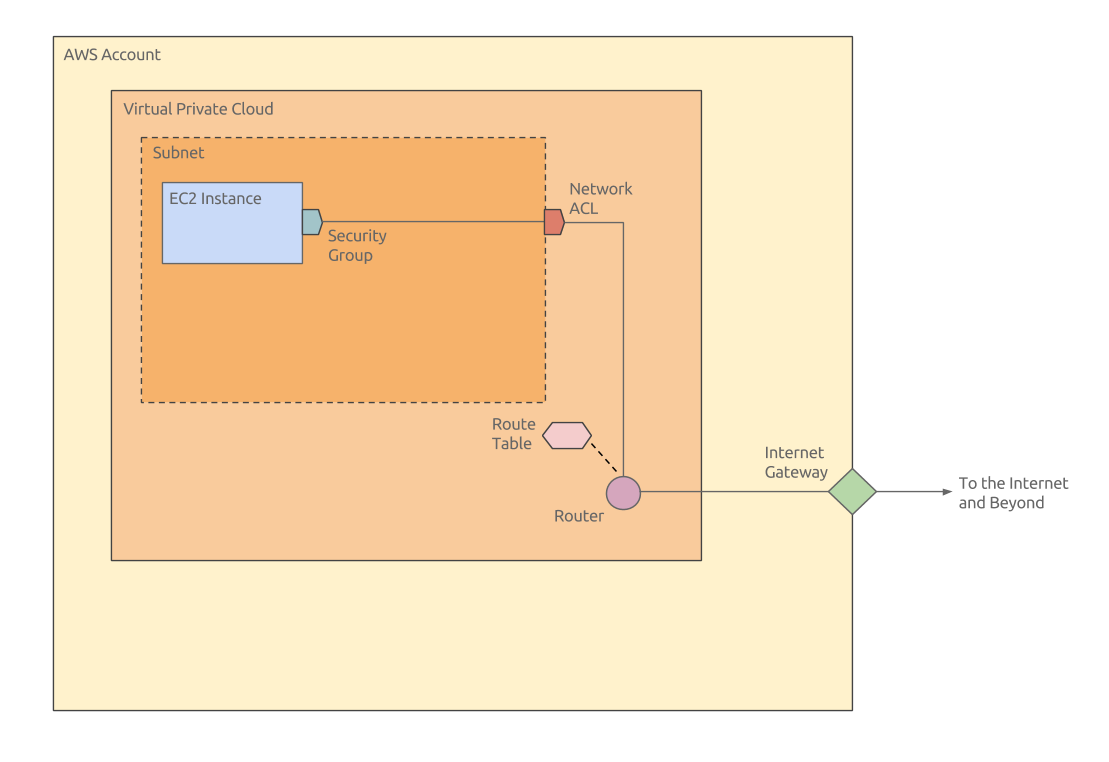 AWS Account
Virtual Private Cloud
Subnet
EC2 Instance
Security
Group
Network
ACL
Route
Table
Router
Internet
Gateway
To the Internet
and Beyond